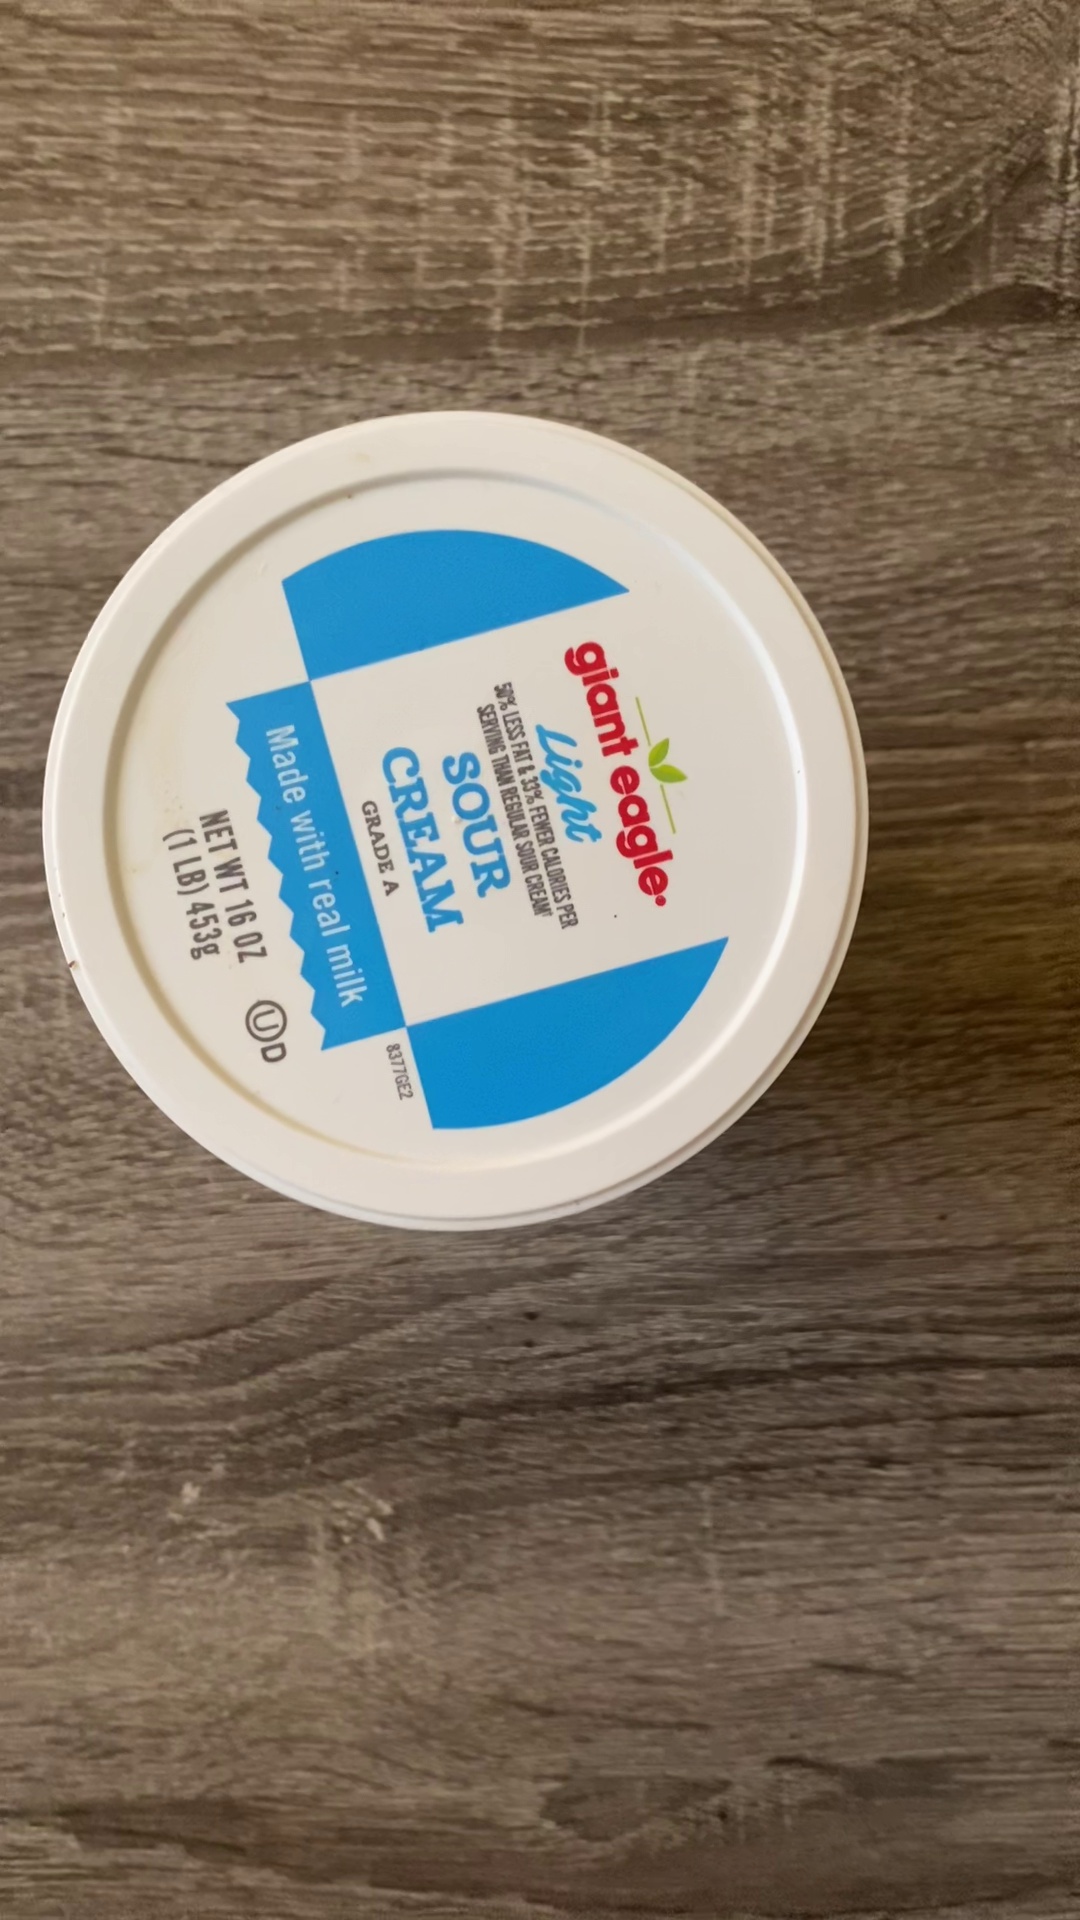 giant eagle®
Light
50% LESS FAT & 33% FEWER CALORIES PER
SERVING THAN REGULAR SOUR CREAM†
SOUR
CREAM
GRADE A
Made with real milk
NET WT 16 OZ
(1 LB) 453g
UD
8377GE2